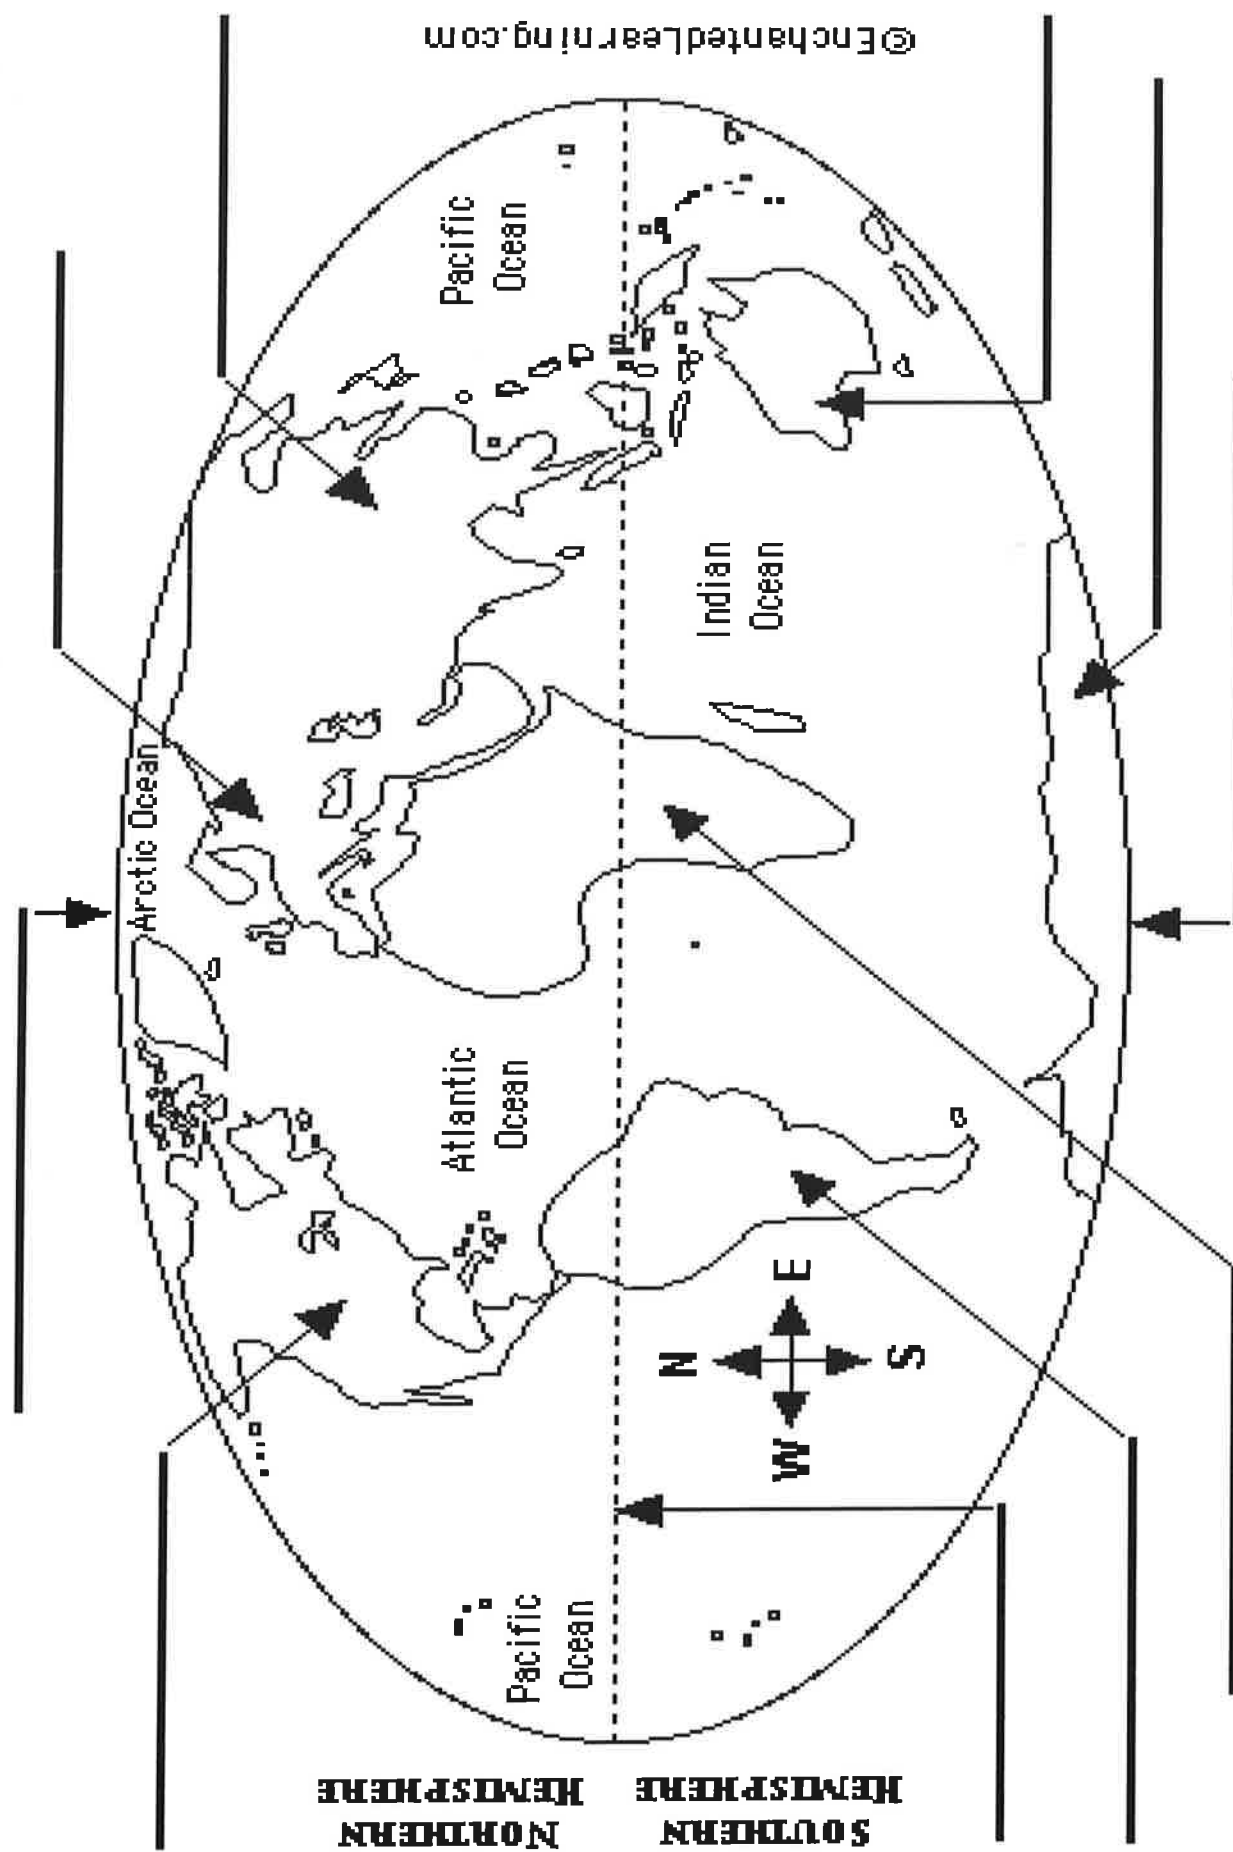 Arctic Ocean
Pacific
Ocean
Atlantic
Ocean
Pacific
Ocean
Indian
Ocean
NORTHERN
HEMISPHERE
SOUTHERN
HEMISPHERE
N
W
E
S
©EnchantedLearning.com